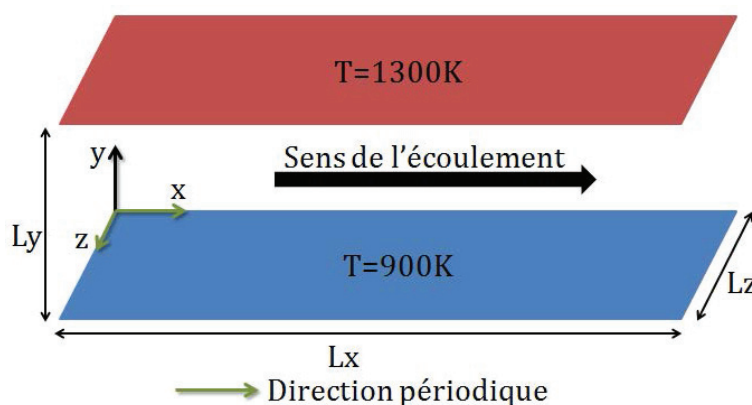 T=1300K
Sens de l'écoulement
y
x
Ly
z
T=900K
Lz
Lx
Direction périodique